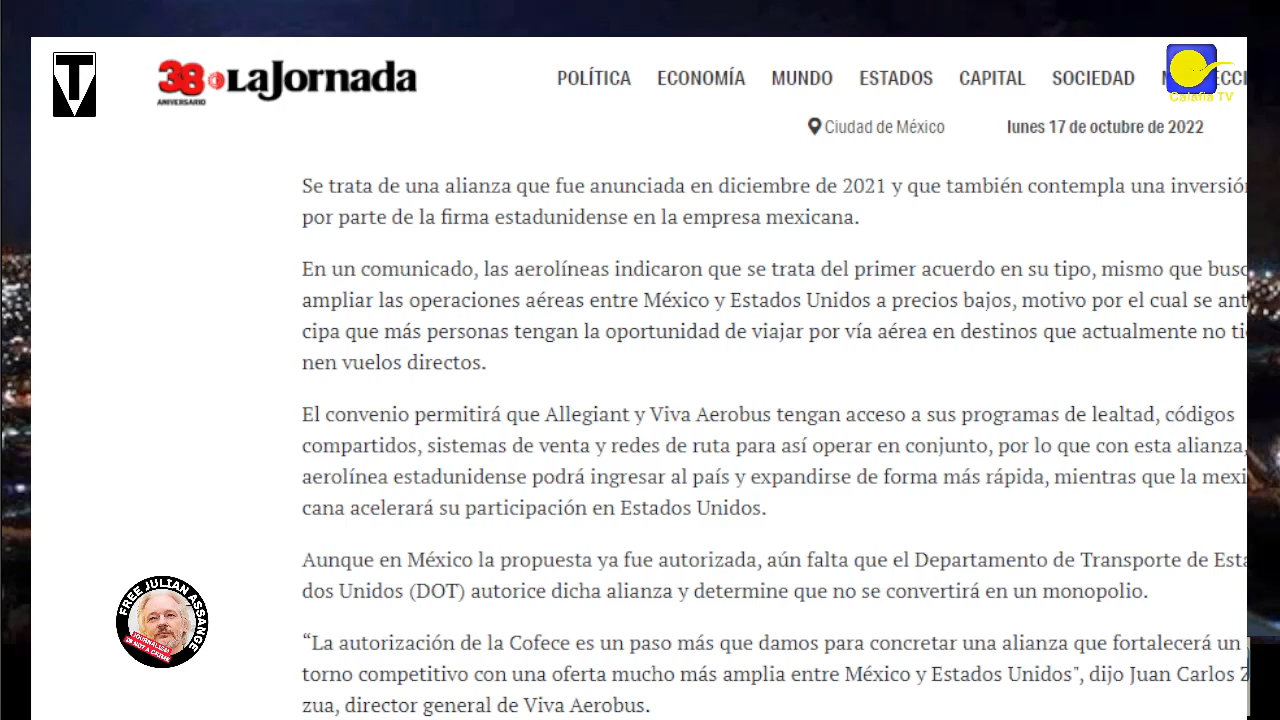 T
38 LaJornada
ANIVERSARIO
POLÍTICA ECONOMÍA MUNDO ESTADOS CAPITAL SOCIEDAD
Calafia TV
Ciudad de México lunes 17 de octubre de 2022
Se trata de una alianza que fue anunciada en diciembre de 2021 y que también contempla una inversión
por parte de la firma estadunidense en la empresa mexicana.
En un comunicado, las aerolíneas indicaron que se trata del primer acuerdo en su tipo, mismo que busc
ampliar las operaciones aéreas entre México y Estados Unidos a precios bajos, motivo por el cual se ant
cipa que más personas tengan la oportunidad de viajar por vía aérea en destinos que actualmente no tie
nen vuelos directos.
El convenio permitirá que Allegiant y Viva Aerobus tengan acceso a sus programas de lealtad, códigos
compartidos, sistemas de venta y redes de ruta para así operar en conjunto, por lo que con esta alianza,
aerolínea estadunidense podrá ingresar al país y expandirse de forma más rápida, mientras que la mexi
cana acelerará su participación en Estados Unidos.
Aunque en México la propuesta ya fue autorizada, aún falta que el Departamento de Transporte de Esta
dos Unidos (DOT) autorice dicha alianza y determine que no se convertirá en un monopolio.
“La autorización de la Cofece es un paso más que damos para concretar una alianza que fortalecerá un
torno competitivo con una oferta mucho más amplia entre México y Estados Unidos", dijo Juan Carlos Z
zua, director general de Viva Aerobus.
FREE JULIAN ASSANGE
JOURNALISM
IS NOT A CRIME